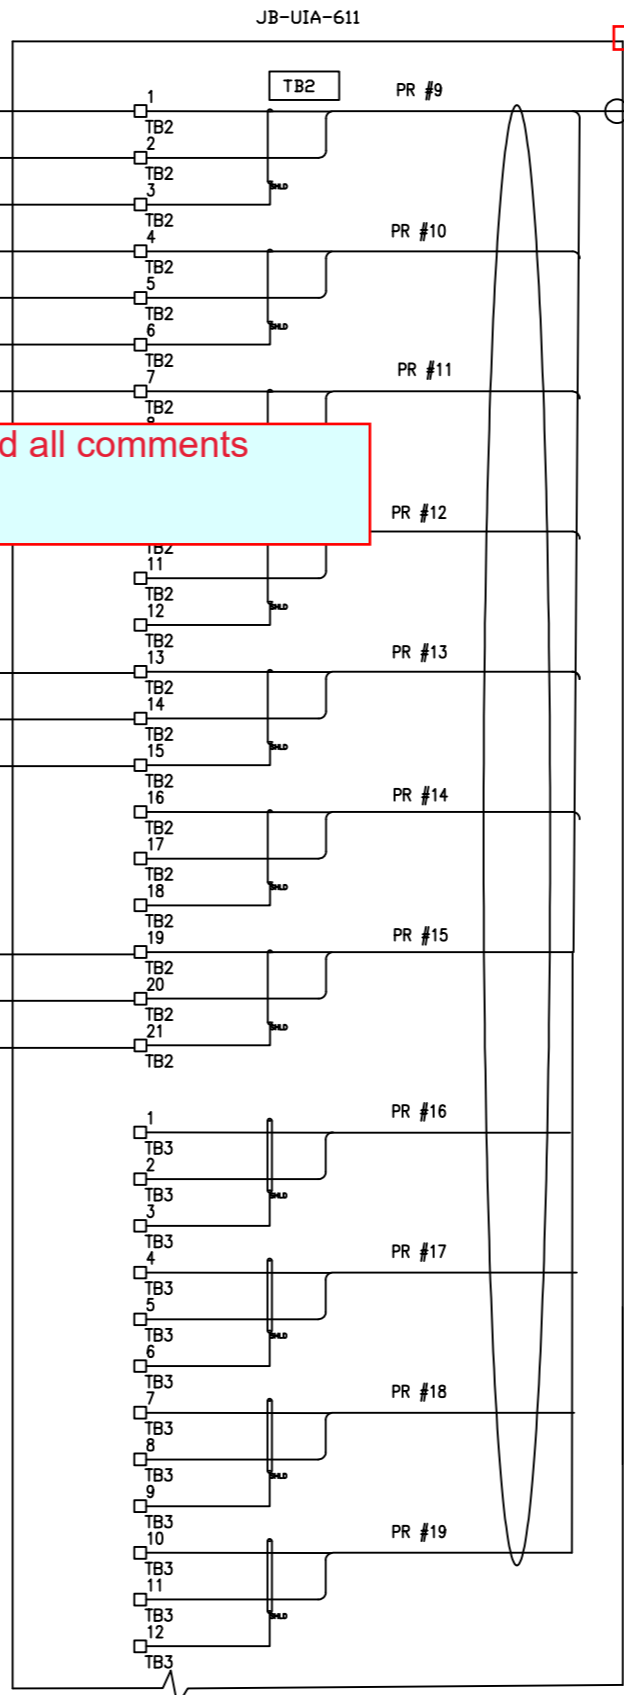 JB-UIA-611
TB2
PR #9
1
TB2
2
TB2
3
TB2
SHLD
PR #10
4
TB2
5
TB2
6
TB2
SHLD
PR #11
7
TB2
d all comments
PR #12
TB2
11
TB2
12
TB2
SHLD
PR #13
13
TB2
14
TB2
15
TB2
SHLD
PR #14
16
TB2
17
TB2
18
TB2
SHLD
PR #15
19
TB2
20
TB2
21
TB2
SHLD
PR #16
1
TB3
2
TB3
3
TB3
SHLD
PR #17
4
TB3
5
TB3
6
TB3
SHLD
PR #18
7
TB3
8
TB3
9
TB3
SHLD
PR #19
10
TB3
11
TB3
12
TB3
SHLD